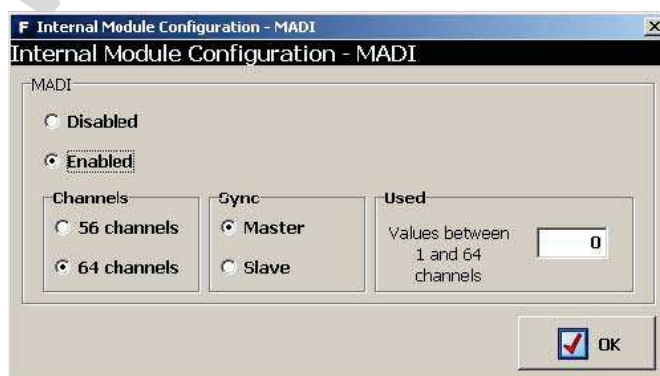 F Internal Module Configuration - MADI
Internal Module Configuration - MADI
MADI
Disabled
Enabled
Channels
56 channels
64 channels
Sync
Master
Slave
Used
Values between
1 and 64
channels
0
OK